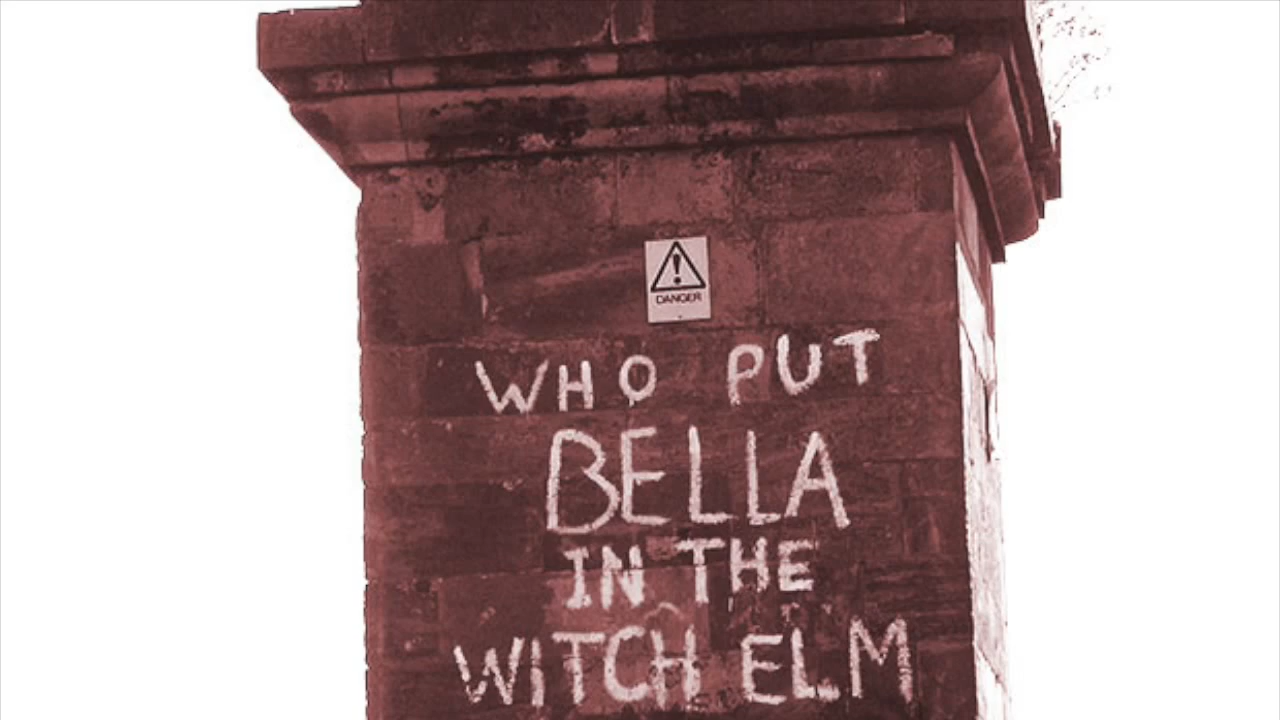 DANGER
WHO PUT
BELLA
IN THE
WITCH ELM